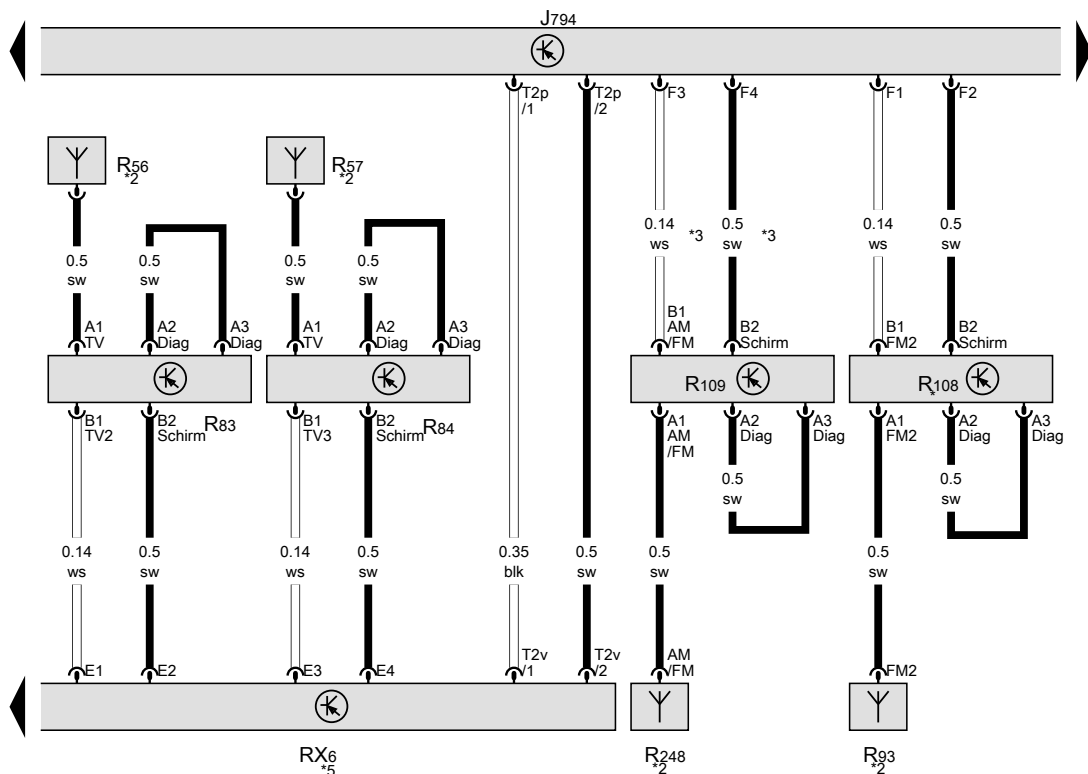 J794
T2p
/1
T2p
/2
F3
F4
F1
F2
R56
*2
R57
*2
0.14
ws
*3
0.5
sw
*3
0.14
ws
0.5
sw
0.5
sw
0.5
sw
0.5
sw
0.5
sw
A1
TV
A2
Diag
A3
Diag
A1
TV
A2
Diag
A3
Diag
B1
AM
/FM
B2
Schirm
B1
FM2
B2
Schirm
R109
R108
*
B1
TV2
B2
Schirm
R83
B1
TV3
B2
Schirm
R84
A1
AM
/FM
A2
Diag
A3
Diag
A1
FM2
A2
Diag
A3
Diag
0.5
sw
0.5
sw
0.14
ws
0.5
sw
0.14
ws
0.5
sw
0.35
blk
0.5
sw
0.5
sw
0.5
sw
E1
E2
E3
E4
T2v
/1
T2v
/2
AM
/FM
FM2
RX6
*5
R248
*2
R93
*2